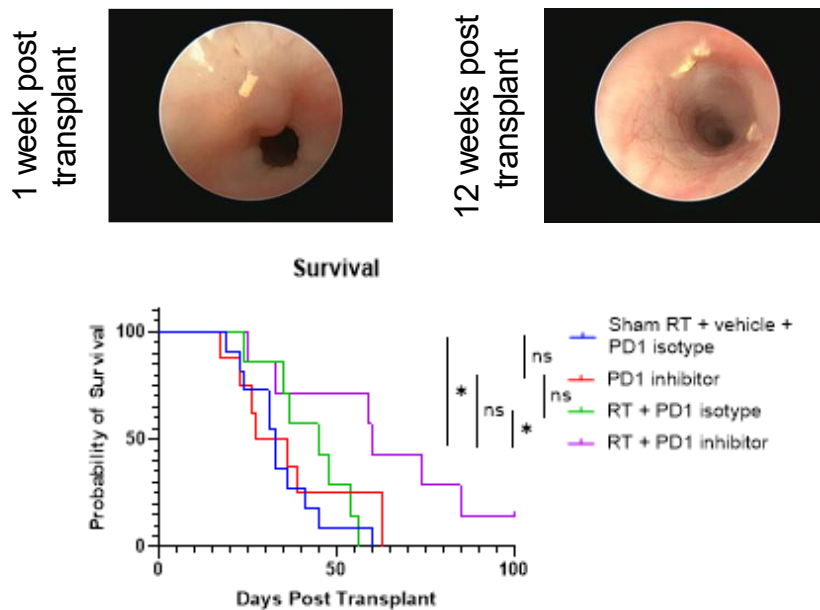 1 week post
transplant
12 weeks post
transplant
Survival
Probability of Survival
100
50
0
0
50
100
Days Post Transplant
*
ns
ns
ns
*
Sham RT + vehicle +
PD1 isotype
PD1 inhibitor
RT + PD1 isotype
RT + PD1 inhibitor